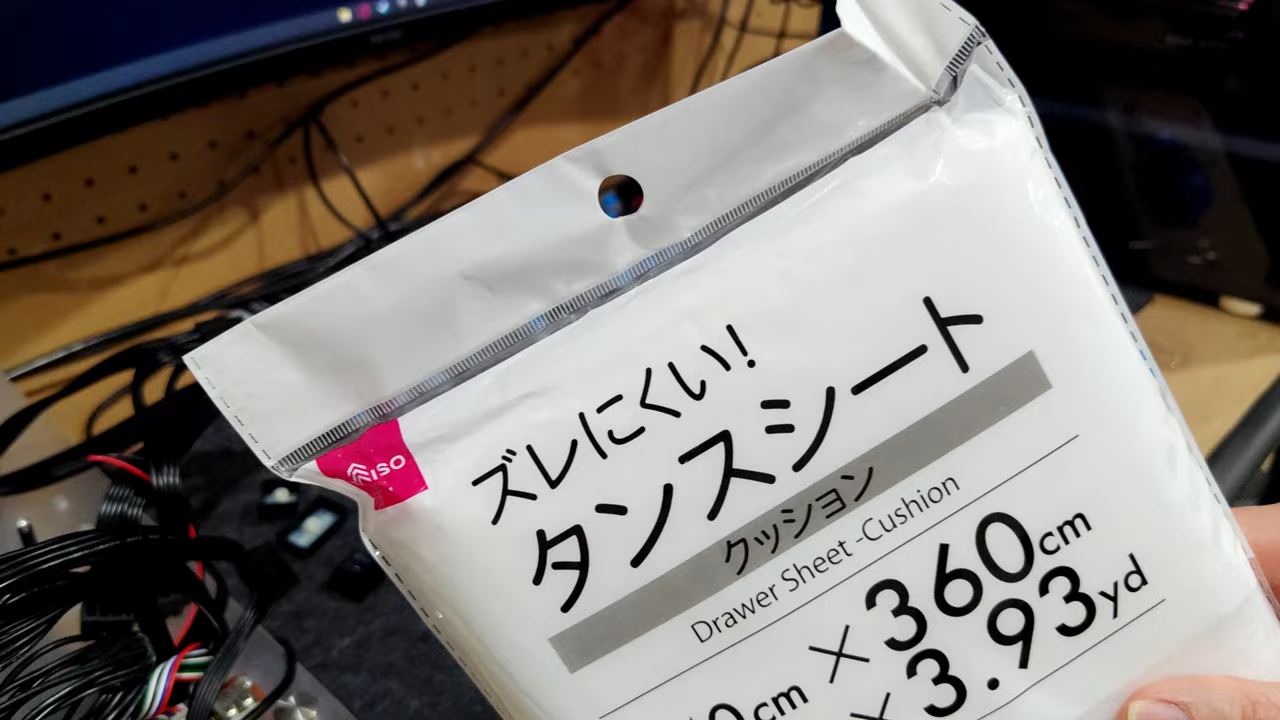 ズレにくい!
タンスシート
クッション
Drawer Sheet -Cushion
0cm × 360cm
× 3.93yd